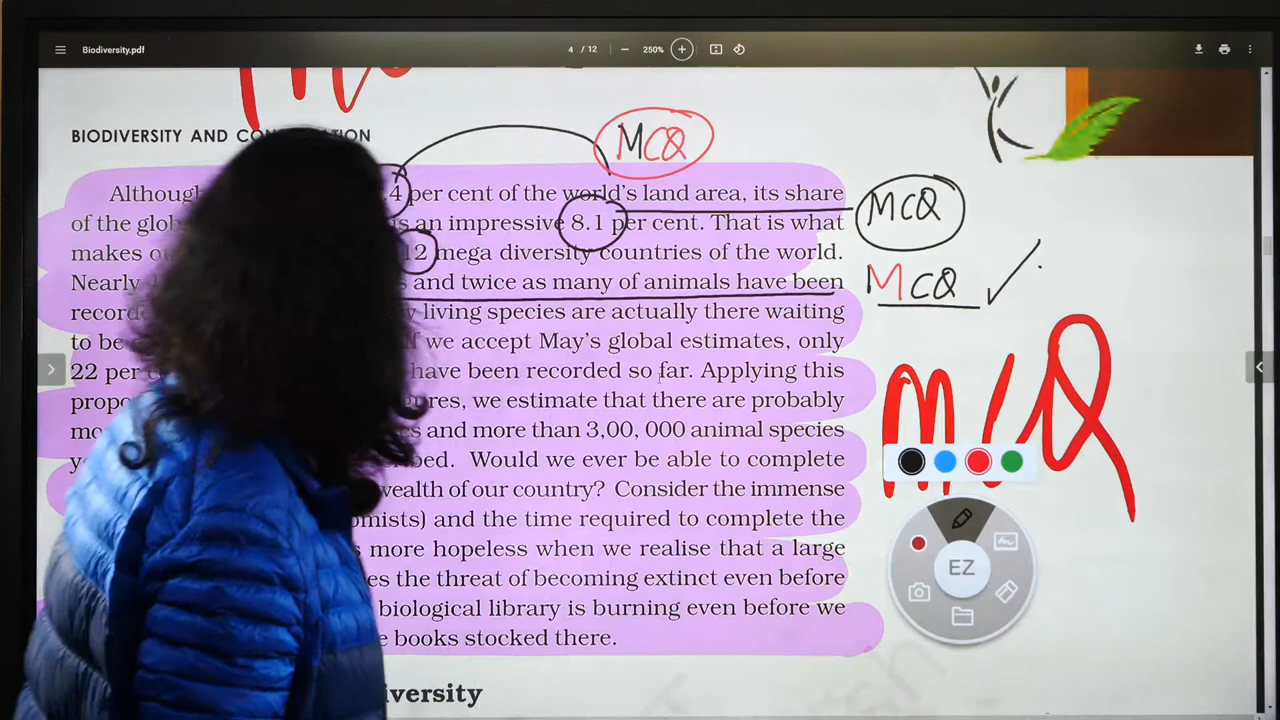 Biodiversity.pdf
4 / 12
250%
BIODIVERSITY AND CON
ATION
MCQ
Although
.4 per cent of the world's land area, its share
of the glob
is an impressive 8.1 per cent. That is what
MCQ
makes o
12 mega diversity countries of the world.
Nearly
and twice as many of animals have been
MCQ
record
living species are actually there waiting
to be
f we accept May's global estimates, only
22 per c
have been recorded so far. Applying this
propo
ures, we estimate that there are probably
mo
s and more than 3,00, 000 animal species
y
bed. Would we ever be able to complete
wealth of our country? Consider the immense
omists) and the time required to complete the
s more hopeless when we realise that a large
es the threat of becoming extinct even before
biological library is burning even before we
e books stocked there.
MCQ
EZ
iversity